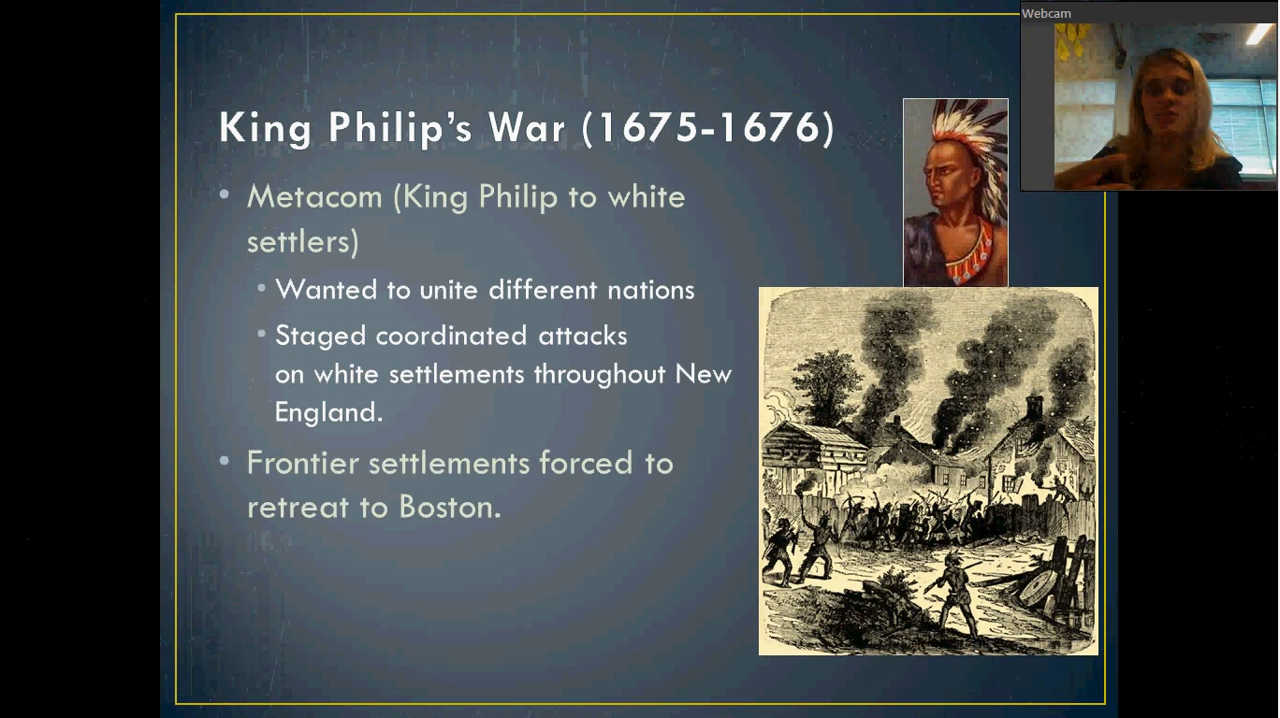 Webcam
King Philip's War (1675-1676)
• Metacom (King Philip to white
settlers)
• Wanted to unite different nations
• Staged coordinated attacks
on white settlements throughout New
England.
• Frontier settlements forced to
retreat to Boston.